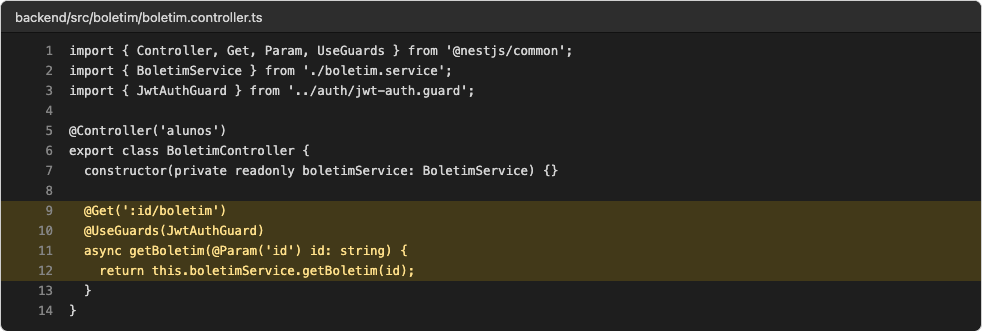 backend/src/boletim/boletim.controller.ts
1 import { Controller, Get, Param, UseGuards } from '@nestjs/common';
2 import { BoletimService } from './boletim.service';
3 import { JwtAuthGuard } from '../auth/jwt-auth.guard';
4
5 @Controller('alunos')
6 export class BoletimController {
7   constructor(private readonly boletimService: BoletimService) {}
8
9   @Get(':id/boletim')
10   @UseGuards(JwtAuthGuard)
11   async getBoletim(@Param('id') id: string) {
12     return this.boletimService.getBoletim(id);
13   }
14 }